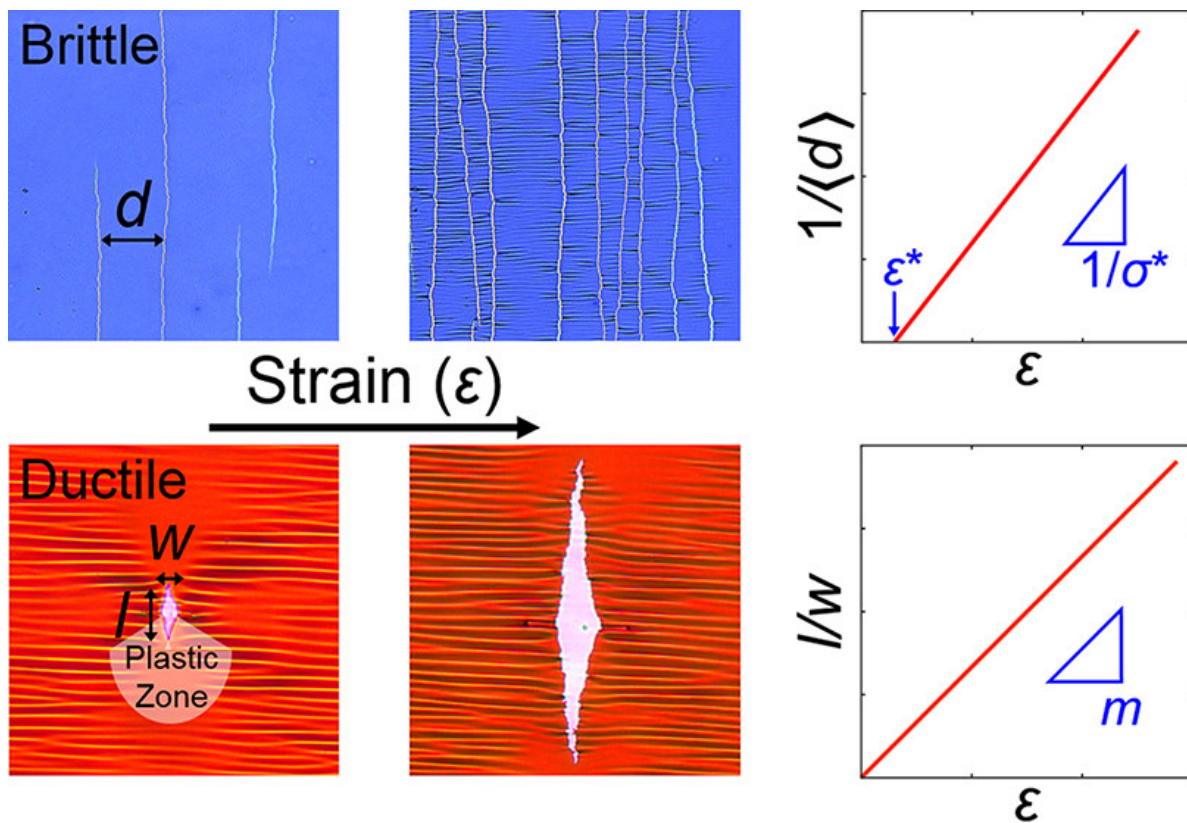 Brittle
d
1/⟨d⟩
ε*
1/σ*
ε
Strain (ε)
Ductile
w
l
Plastic
Zone
l/w
m
ε